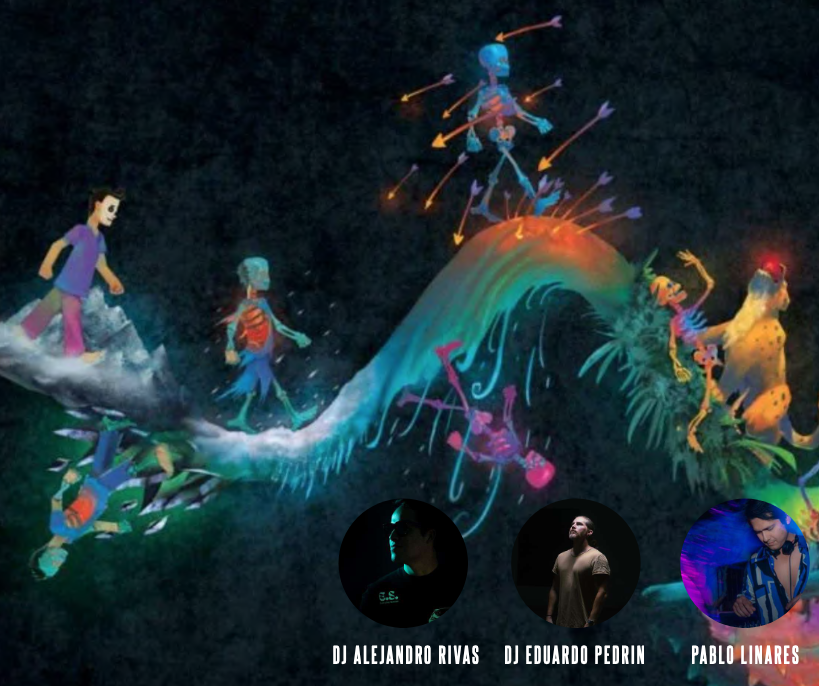 C.S.
DJ ALEJANDRO RIVAS
DJ EDUARDO PEDRIN
PABLO LINARES